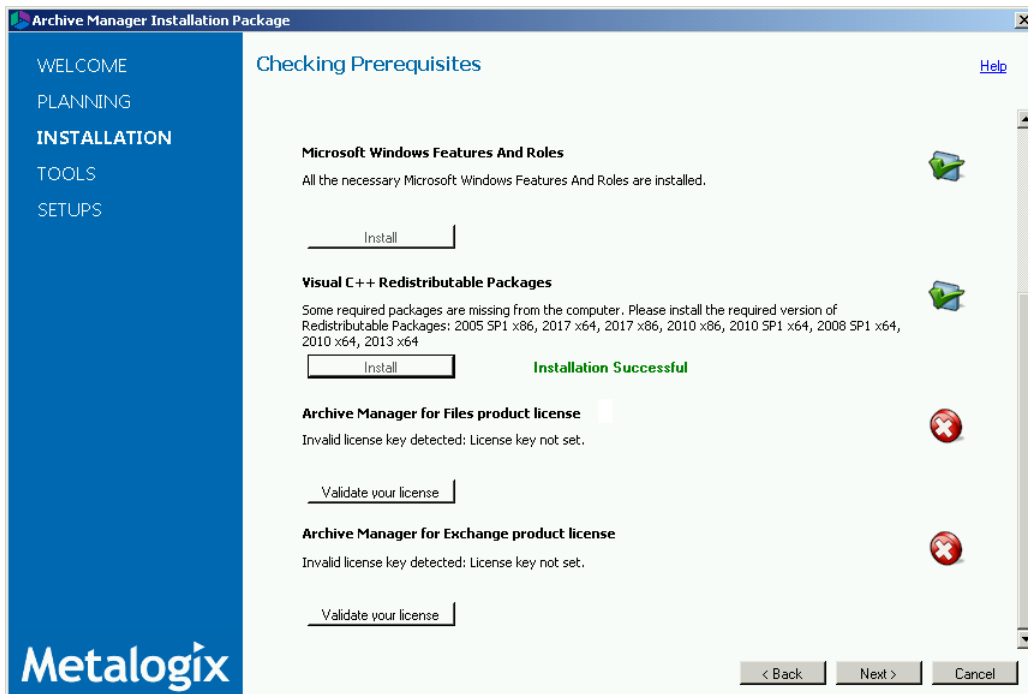 Archive Manager Installation Package
WELCOME
PLANNING
INSTALLATION
TOOLS
SETUPS
Metalogix
Checking Prerequisites
Help
Microsoft Windows Features And Roles
All the necessary Microsoft Windows Features And Roles are installed.
Install
Visual C++ Redistributable Packages
Some required packages are missing from the computer. Please install the required version of
Redistributable Packages: 2005 SP1 x86, 2017 x64, 2017 x86, 2010 x86, 2010 SP1 x64, 2008 SP1 x64,
2010 x64, 2013 x64
Install
Installation Successful
Archive Manager for Files product license
Invalid license key detected: License key not set.
Validate your license
Archive Manager for Exchange product license
Invalid license key detected: License key not set.
Validate your license
< Back
Next >
Cancel